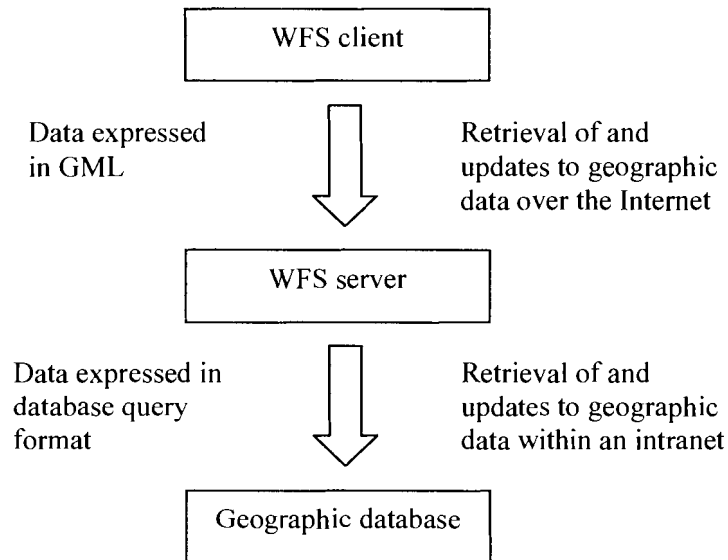 WFS client
Data expressed
in GML
Retrieval of and
updates to geographic
data over the Internet
WFS server
Data expressed in
database query
format
Retrieval of and
updates to geographic
data within an intranet
Geographic database